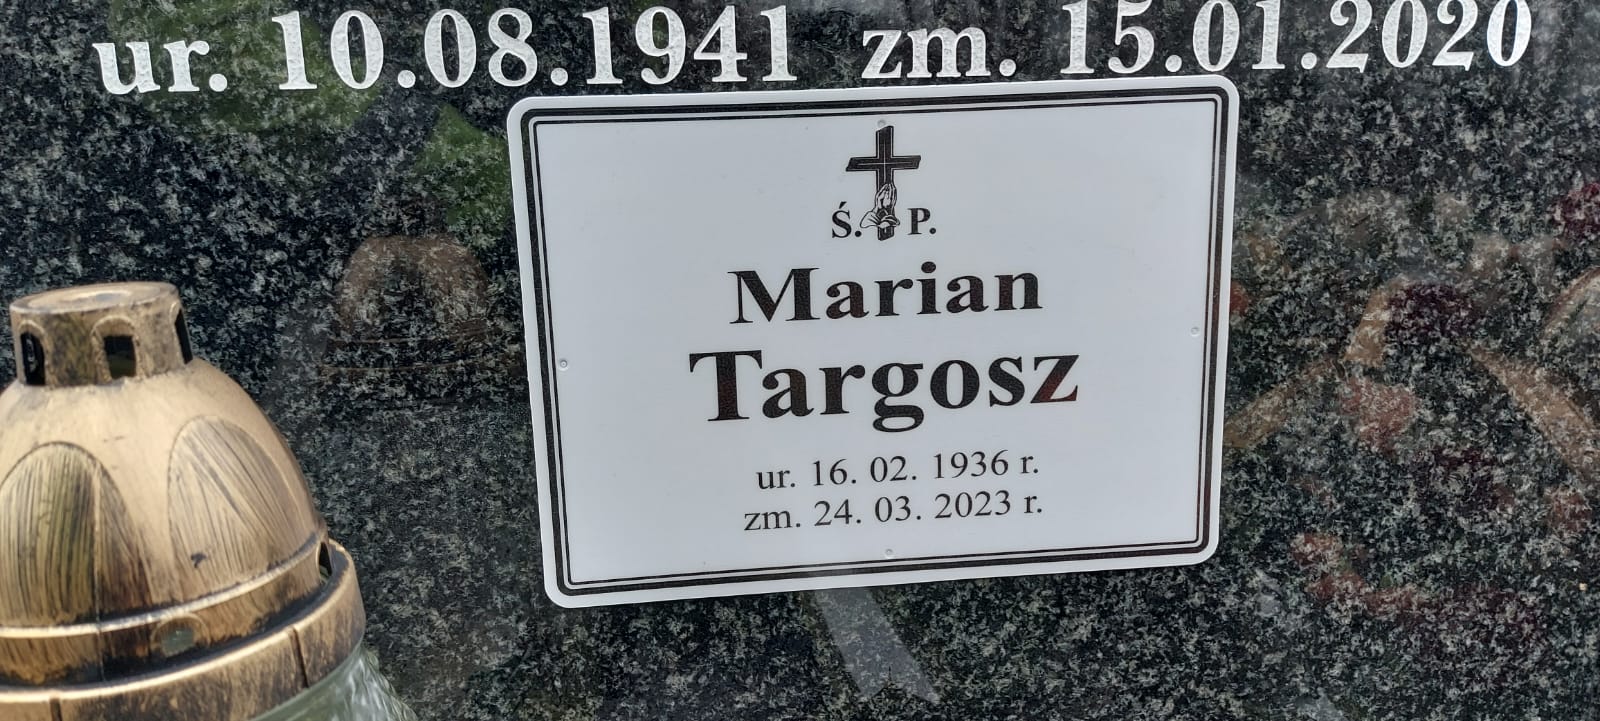 ur. 10.08.1941 zm. 15.01.2020
Ś. P.
Marian
Targosz
ur. 16. 02. 1936 r.
zm. 24. 03. 2023 r.